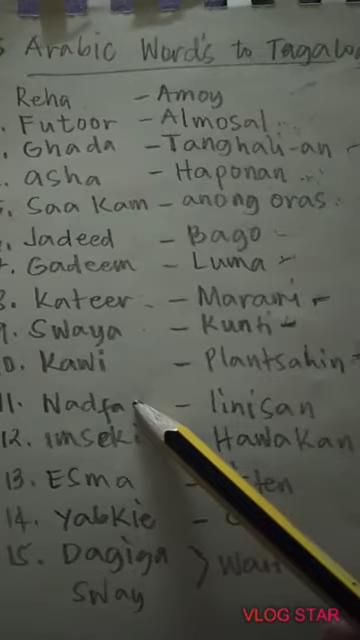 Arabic Words to Tagalo
Reha - Amoy
Futoor - Almosal
Ghada - Tanghali-an
asha - Haponan
Saa Kam - anong oras
Jadeed - Bago
Gadeem - Luma
8. Kateer - Marami
9. Swaya - Kunti
0. Kawi - Plantsahin
11. Nadfa - linisan
12. imseki Hawakan
13. ESma -
14. Yabkie -
15. Dagiga
Sway
VLOG STAR